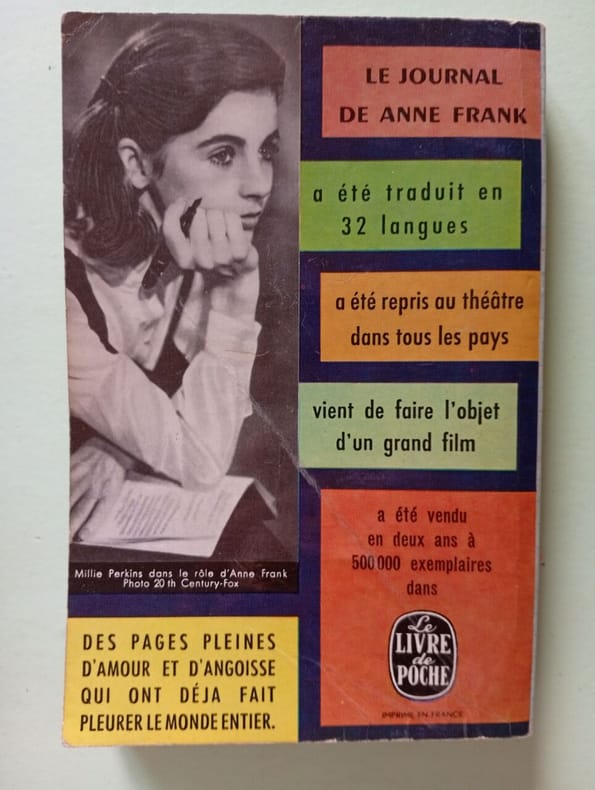 LE JOURNAL
DE ANNE FRANK
a été traduit en
32 langues
a été repris au théâtre
dans tous les pays
vient de faire l'objet
d'un grand film
a été vendu
en deux ans à
500 000 exemplaires
dans
Le
LIVRE
de
POCHE
IMPRIMÉ EN FRANCE
Millie Perkins dans le rôle d'Anne Frank
Photo 20 th Century-Fox
DES PAGES PLEINES
D'AMOUR ET D'ANGOISSE
QUI ONT DÉJA FAIT
PLEURER LE MONDE ENTIER.